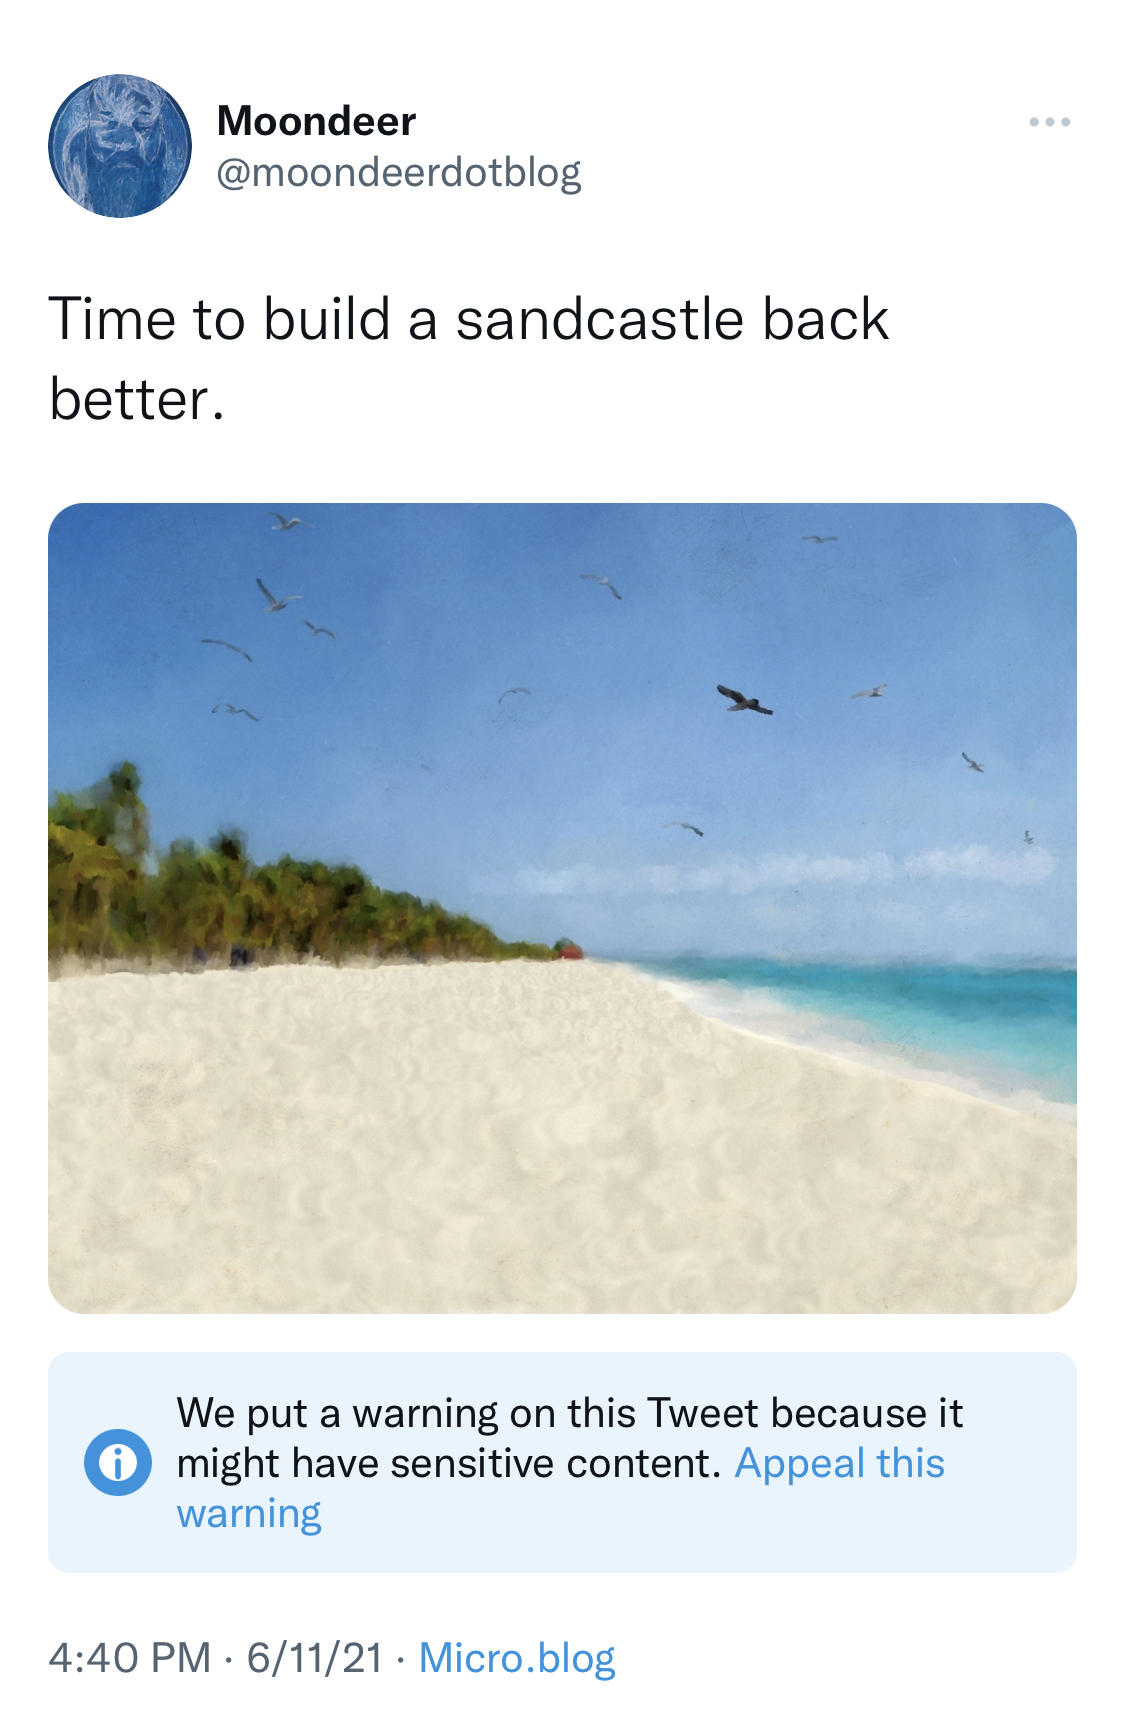 Moondeer
@moondeerdotblog
Time to build a sandcastle back
better.
We put a warning on this Tweet because it
might have sensitive content. Appeal this
warning
4:40 PM · 6/11/21 · Micro.blog